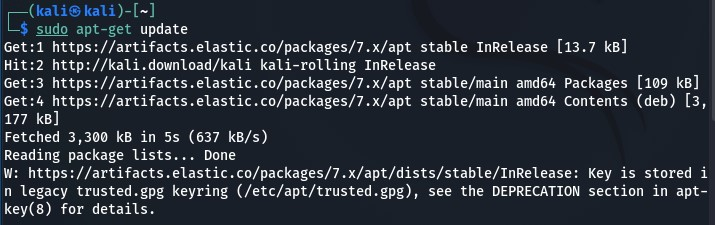 ┌──(kali㉿kali)-[~]
└─$ sudo apt-get update
Get:1 https://artifacts.elastic.co/packages/7.x/apt stable InRelease [13.7 kB]
Hit:2 http://kali.download/kali kali-rolling InRelease
Get:3 https://artifacts.elastic.co/packages/7.x/apt stable/main amd64 Packages [109 kB]
Get:4 https://artifacts.elastic.co/packages/7.x/apt stable/main amd64 Contents (deb) [3,
177 kB]
Fetched 3,300 kB in 5s (637 kB/s)
Reading package lists... Done
W: https://artifacts.elastic.co/packages/7.x/apt/dists/stable/InRelease: Key is stored i
n legacy trusted.gpg keyring (/etc/apt/trusted.gpg), see the DEPRECATION section in apt-
key(8) for details.